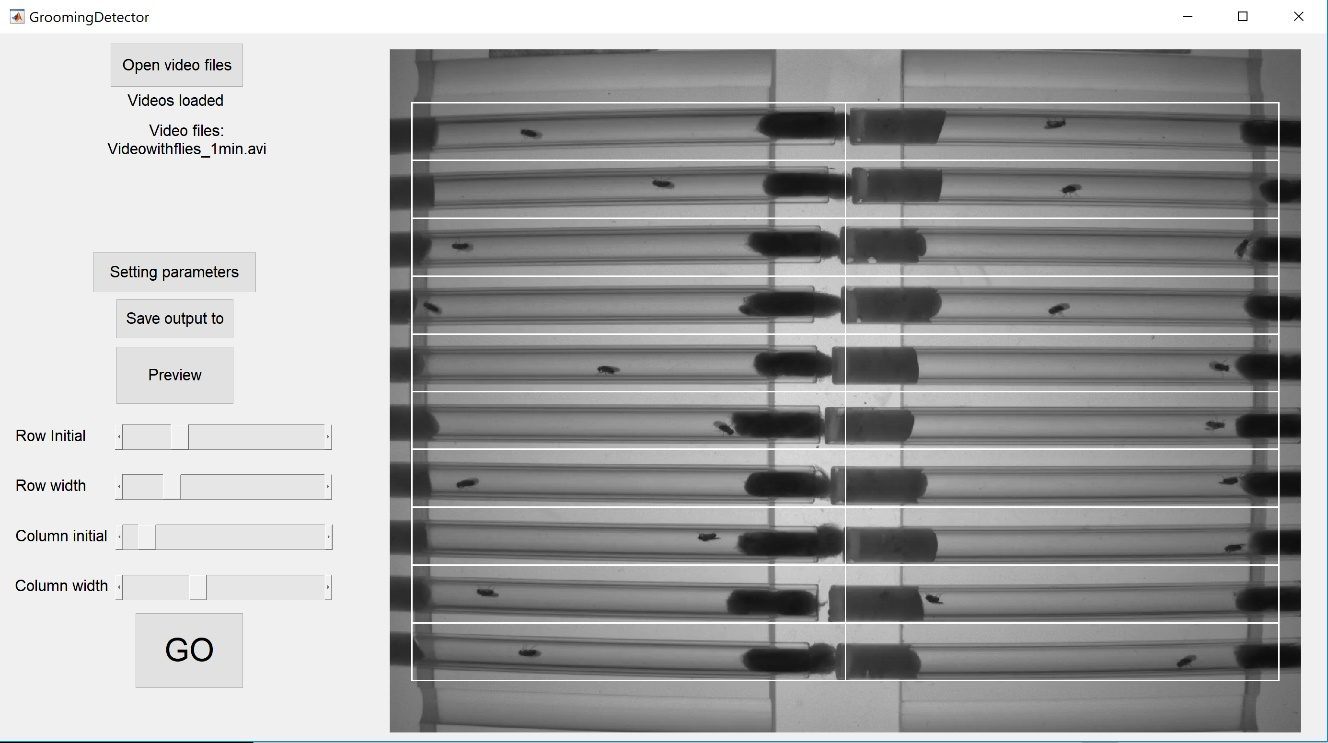 GroomingDetector
Open video files
Videos loaded
Video files:
Videowithflies_1min.avi
Setting parameters
Save output to
Preview
Row Initial
Row width
Column initial
Column width
GO